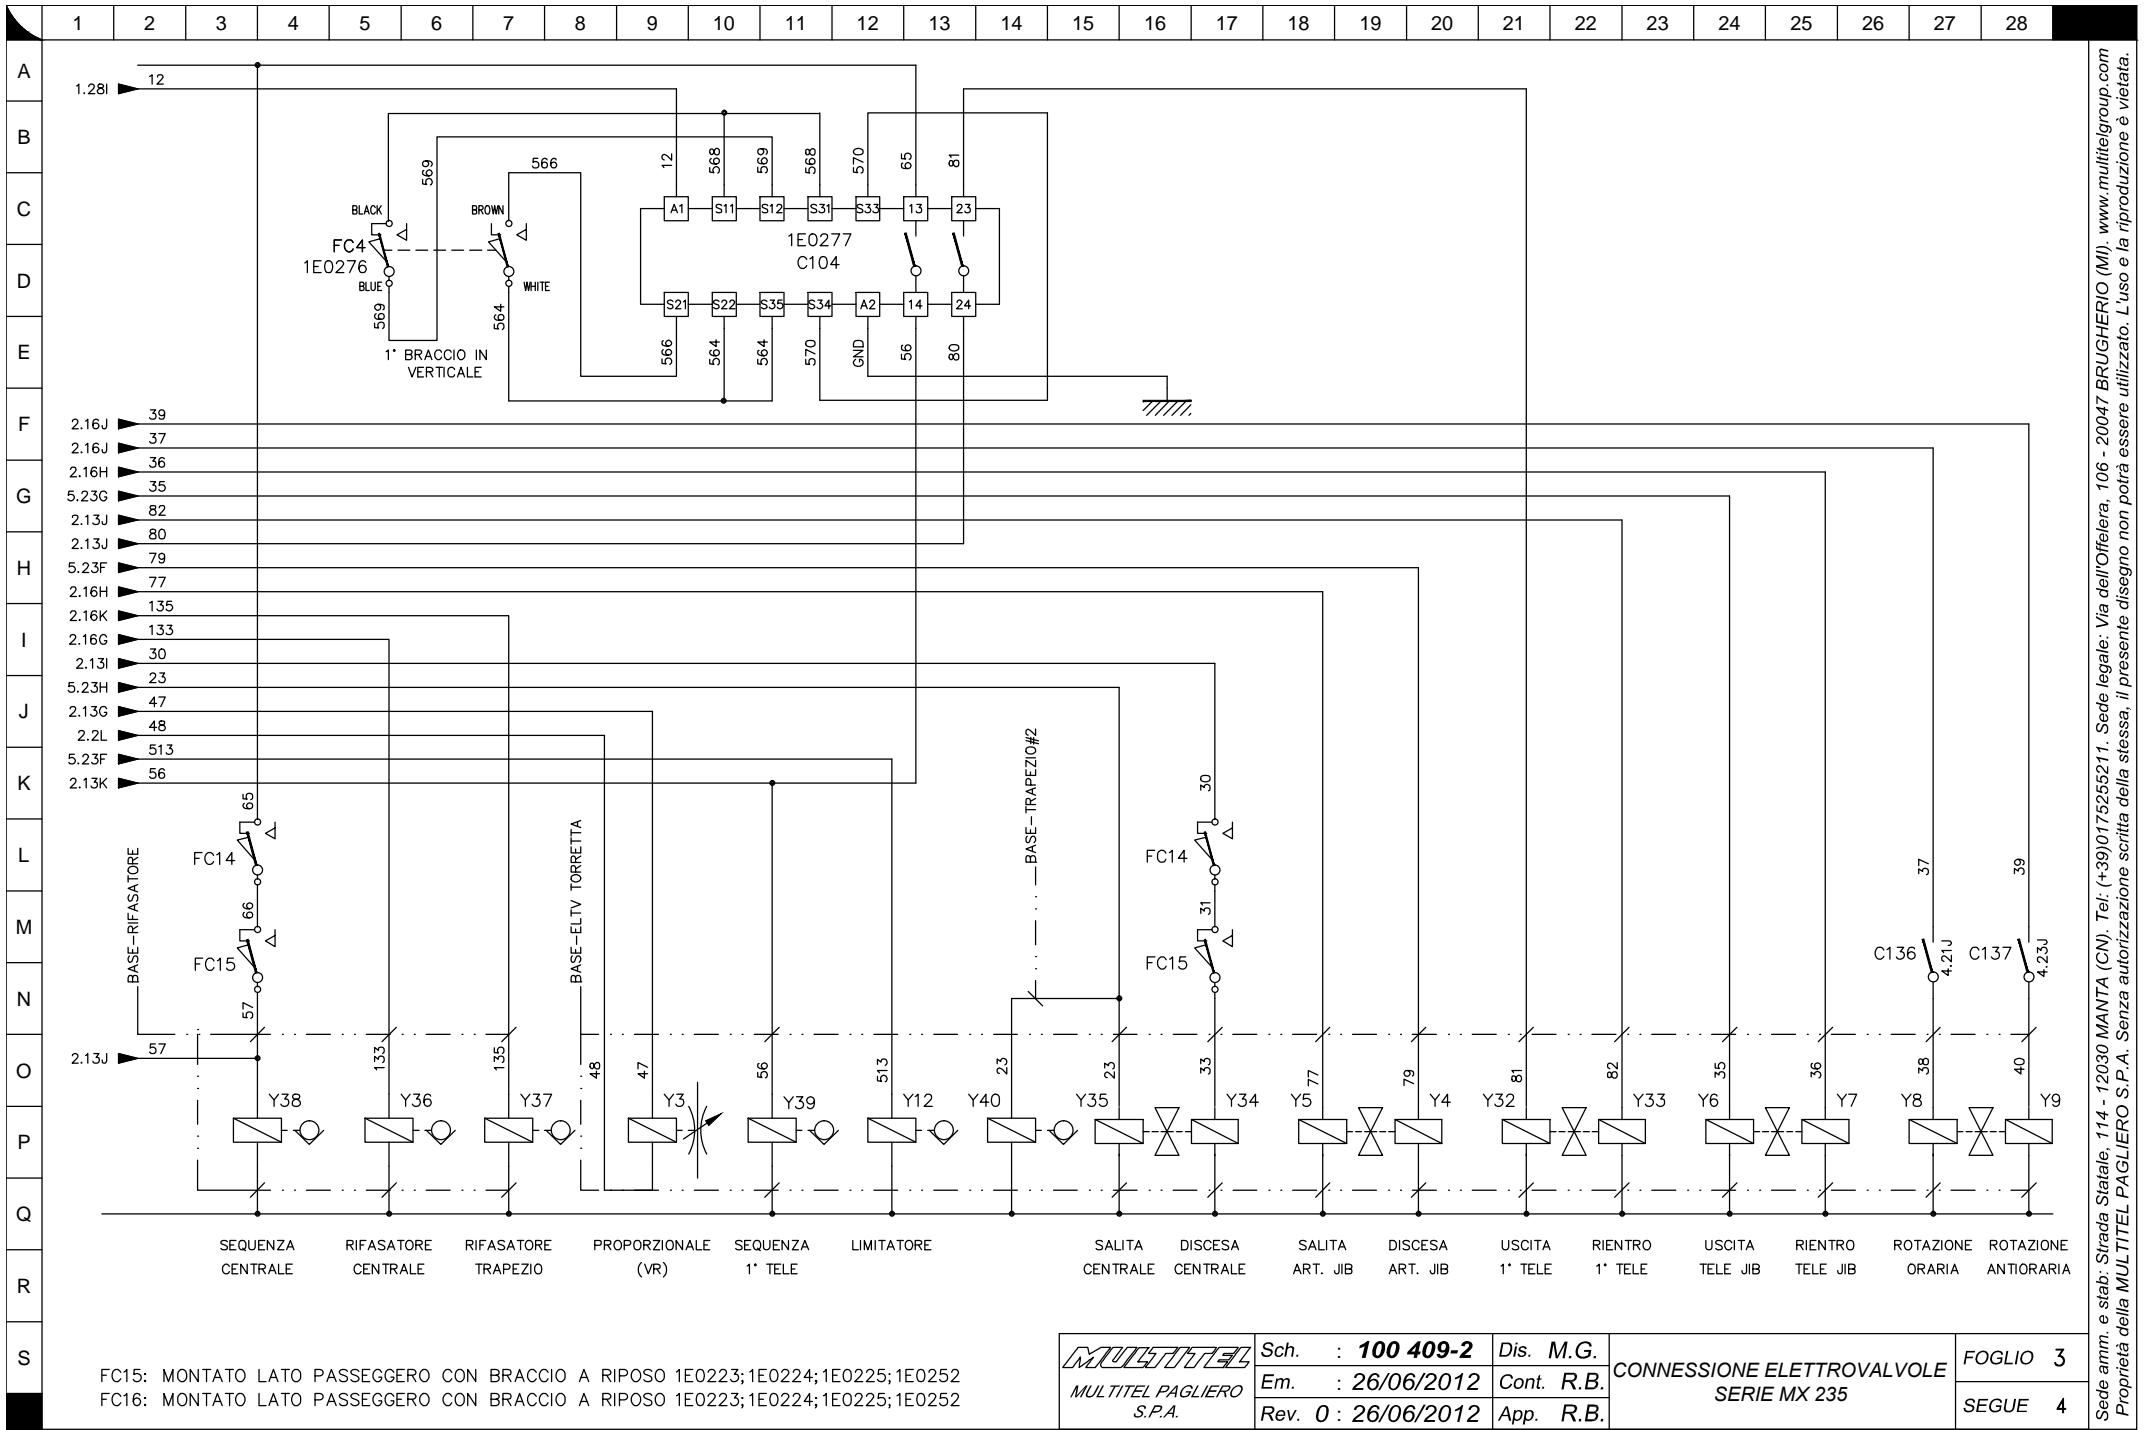 1 2 3 4 5 6 7 8 9 10 11 12 13 14 15 16 17 18 19 20 21 22 23 24 25 26 27 28
A
B
C
D
E
F
G
H
I
J
K
L
M
N
O
P
Q
R
S
1.28I 12
569 566
12 568 569 568 570 65 81
BLACK BROWN
A1 S11 S12 S31 S33 13 23
FC4
1E0276
1E0277
C104
BLUE WHITE
S21 S22 S35 S34 A2 14 24
569 564
566 564 564 570 GND 56 80
1° BRACCIO IN
VERTICALE
2.16J 39
2.16J 37
2.16H 36
5.23G 35
2.13J 82
2.13J 80
5.23F 79
2.16H 77
2.16K 135
2.16G 133
2.13I 30
5.23H 23
2.13G 47
2.2L 48
5.23F 513
2.13K 56
BASE-RIFASATORE
BASE-ELTV TORRETTA
BASE-TRAPEZIO#2
65 30
FC14 FC14 37 39
66 31
FC15 FC15 C136 4.21J C137 4.23J
57
2.13J 57
133 135 48 47 56 513 23 23 33 77 79 81 82 35 36 38 40
Y38 Y36 Y37 Y3 Y39 Y12 Y40 Y35 Y34 Y5 Y4 Y32 Y33 Y6 Y7 Y8 Y9
SEQUENZA RIFASATORE RIFASATORE PROPORZIONALE SEQUENZA LIMITATORE SALITA DISCESA SALITA DISCESA USCITA RIENTRO USCITA RIENTRO ROTAZIONE ROTAZIONE
CENTRALE CENTRALE TRAPEZIO (VR) 1° TELE CENTRALE CENTRALE ART. JIB ART. JIB 1° TELE 1° TELE TELE JIB TELE JIB ORARIA ANTIORARIA
FC15: MONTATO LATO PASSEGGERO CON BRACCIO A RIPOSO 1E0223;1E0224;1E0225;1E0252
FC16: MONTATO LATO PASSEGGERO CON BRACCIO A RIPOSO 1E0223;1E0224;1E0225;1E0252
MULTITEL
MULTITEL PAGLIERO
S.P.A.
Sch. : 100 409-2 Dis. M.G.
Em. : 26/06/2012 Cont. R.B.
Rev. 0 : 26/06/2012 App. R.B.
CONNESSIONE ELETTROVALVOLE
SERIE MX 235
FOGLIO 3
SEGUE 4
Sede amm. e stab: Strada Statale, 114 - 12030 MANTA (CN). Tel: (+39)0175255211. Sede legale: Via dell'Offelera, 106 - 20047 BRUGHERIO (MI). www.multitelgroup.com
Proprietà della MULTITEL PAGLIERO S.P.A. Senza autorizzazione scritta della stessa, il presente disegno non potrà essere utilizzato. L'uso e la riproduzione è vietata.